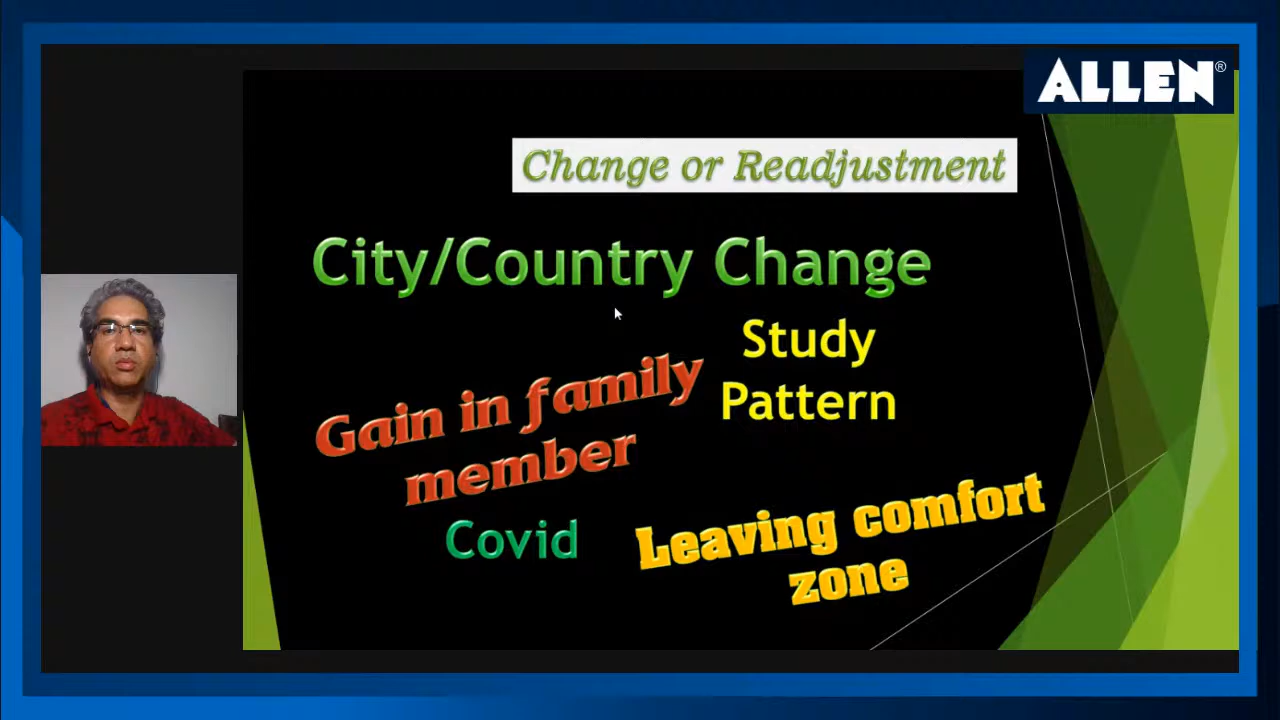 ALLEN®
Change or Readjustment
City/Country Change
Study
Pattern
Gain in family
member
Covid
Leaving comfort
zone